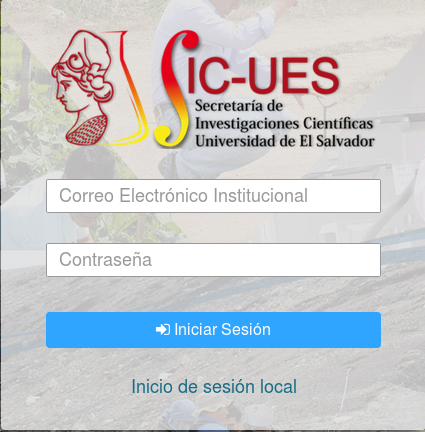 SIC-UES
Secretaría de
Investigaciones Científicas
Universidad de El Salvador
Correo Electrónico Institucional
Contraseña
Iniciar Sesión
Inicio de sesión local